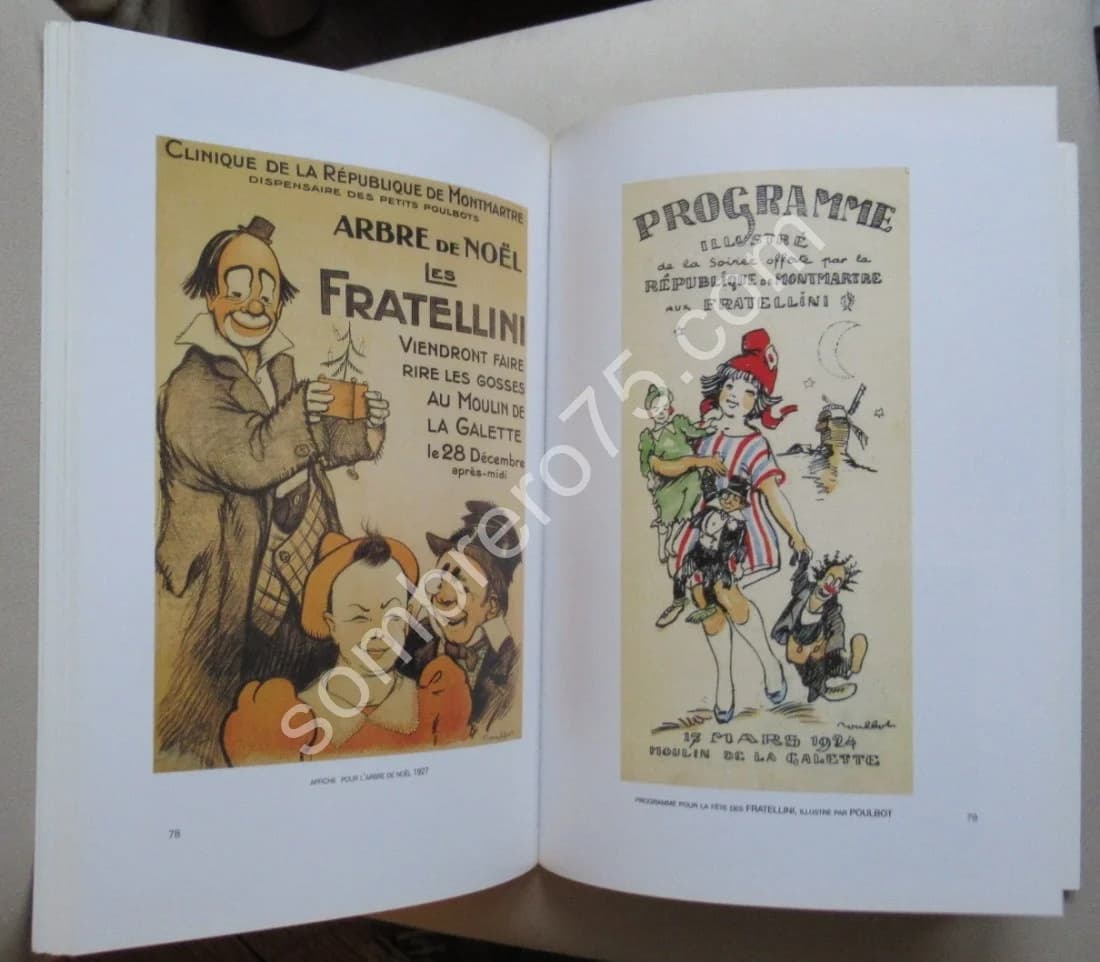 CLINIQUE DE LA RÉPUBLIQUE DE MONTMARTRE
DISPENSAIRE DES PETITS POULBOTS
ARBRE DE NOËL
LES
FRATELLINI
VIENDRONT FAIRE
RIRE LES GOSSES
AU MOULIN DE
LA GALETTE
le 28 Décembre
après-midi
AFFICHE POUR L'ARBRE DE NOËL 1927
78
PROGRAMME
ILLUSTRÉ
de la Soirée offerte par la
RÉPUBLIQUE DE MONTMARTRE
AUX FRATELLINI
Poulbot
MARS 1924
MOULIN DE LA GALETTE
PROGRAMME POUR LA FÊTE DES FRATELLINI, ILLUSTRÉ PAR POULBOT
sombrero75.com